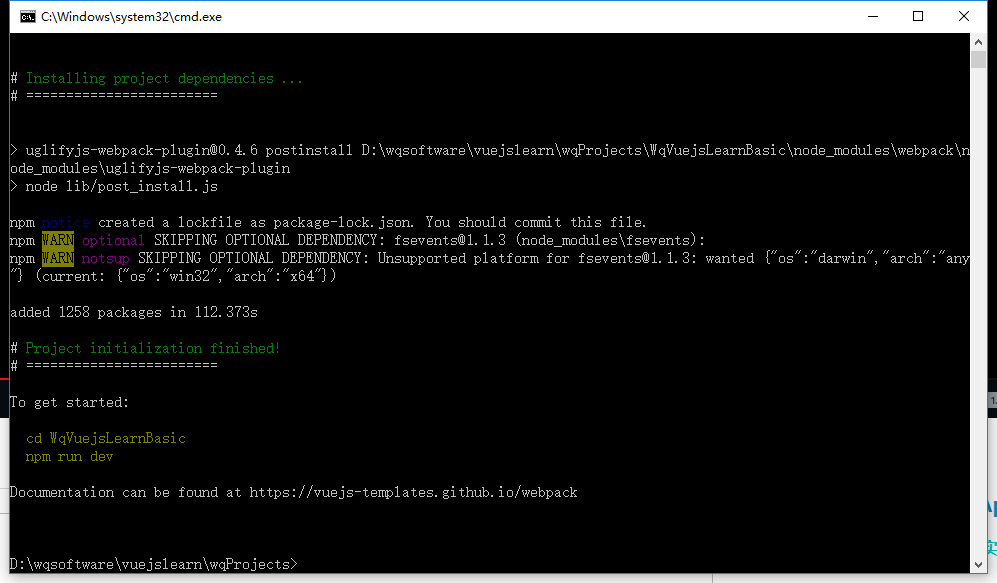 C:\Windows\system32\cmd.exe
# Installing project dependencies ...
# ========================
> uglifyjs-webpack-plugin@0.4.6 postinstall D:\wqsoftware\vuejslearn\wqProjects\WqVuejsLearnBasic\node_modules\webpack\n
ode_modules\uglifyjs-webpack-plugin
> node lib/post_install.js
npm notice created a lockfile as package-lock.json. You should commit this file.
npm WARN optional SKIPPING OPTIONAL DEPENDENCY: fsevents@1.1.3 (node_modules\fsevents):
npm WARN notsup SKIPPING OPTIONAL DEPENDENCY: Unsupported platform for fsevents@1.1.3: wanted {"os":"darwin","arch":"any
"} (current: {"os":"win32","arch":"x64"})
added 1258 packages in 112.373s
# Project initialization finished!
# ========================
To get started:
cd WqVuejsLearnBasic
npm run dev
Documentation can be found at https://vuejs-templates.github.io/webpack
D:\wqsoftware\vuejslearn\wqProjects>